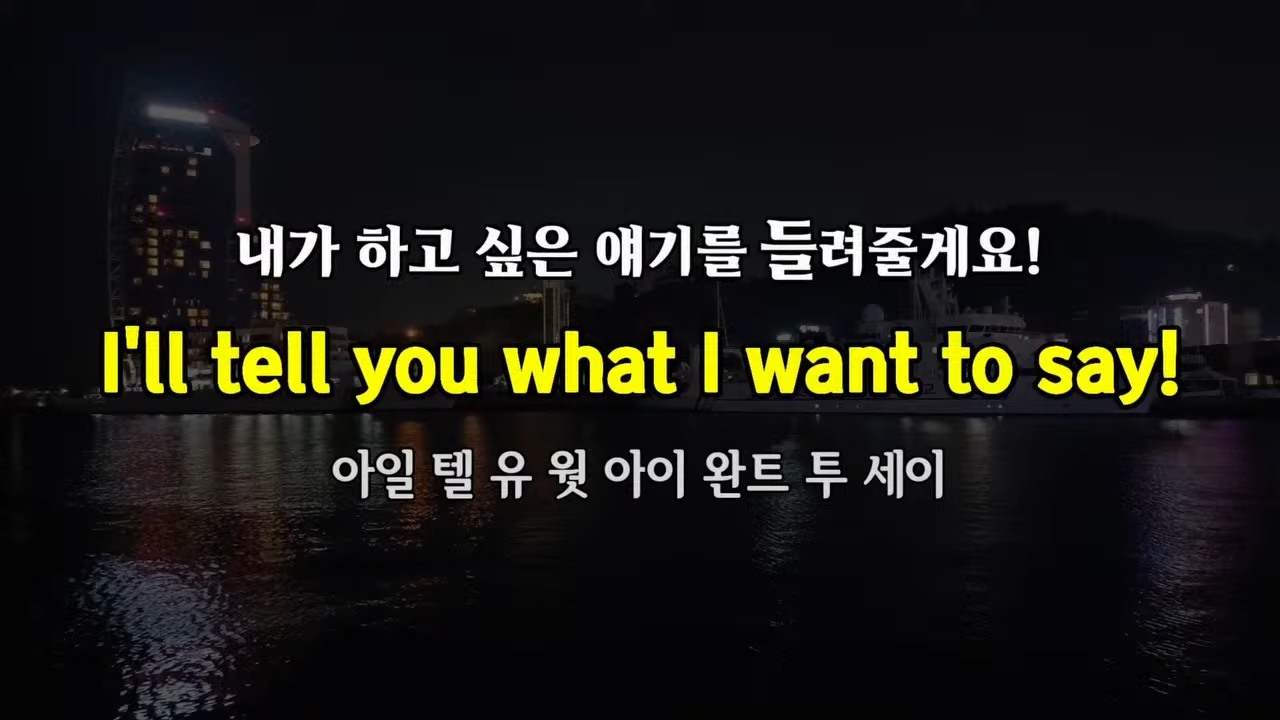 내가 하고 싶은 얘기를 들려줄게요!
I'll tell you what I want to say!
아일 텔 유 웟 아이 완트 투 세이